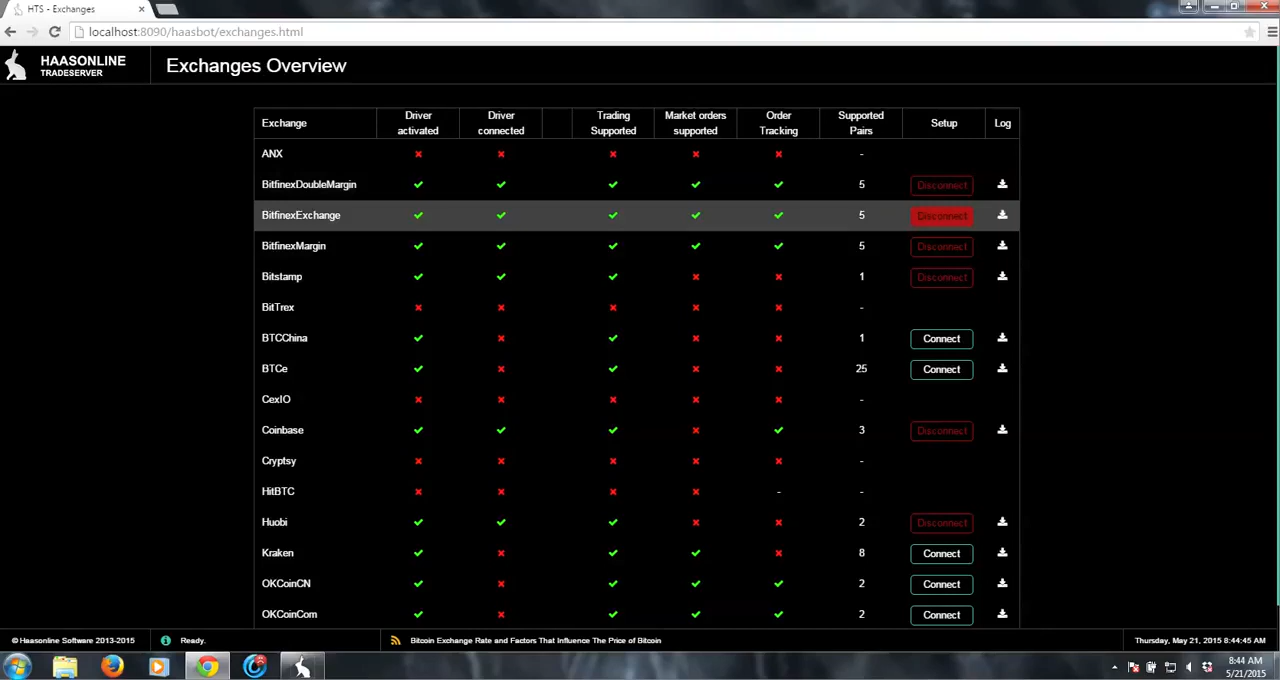 HTS - Exchanges
localhost:8090/haasbot/exchanges.html
HAASONLINE
TRADESERVER
Exchanges Overview
Exchange Driver activated Driver connected Trading Supported Market orders supported Order Tracking Supported Pairs Setup Log
ANX -
BitfinexDoubleMargin 5 Disconnect
BitfinexExchange 5 Disconnect
BitfinexMargin 5 Disconnect
Bitstamp 1 Disconnect
BitTrex -
BTCChina 1 Connect
BTCe 25 Connect
CexIO -
Coinbase 3 Disconnect
Cryptsy -
HitBTC - -
Huobi 2 Disconnect
Kraken 8 Connect
OKCoinCN 2 Connect
OKCoinCom 2 Connect
© Haasonline Software 2013-2015 Ready. Bitcoin Exchange Rate and Factors That Influence The Price of Bitcoin Thursday, May 21, 2015 8:44:45 AM
8:44 AM
5/21/2015